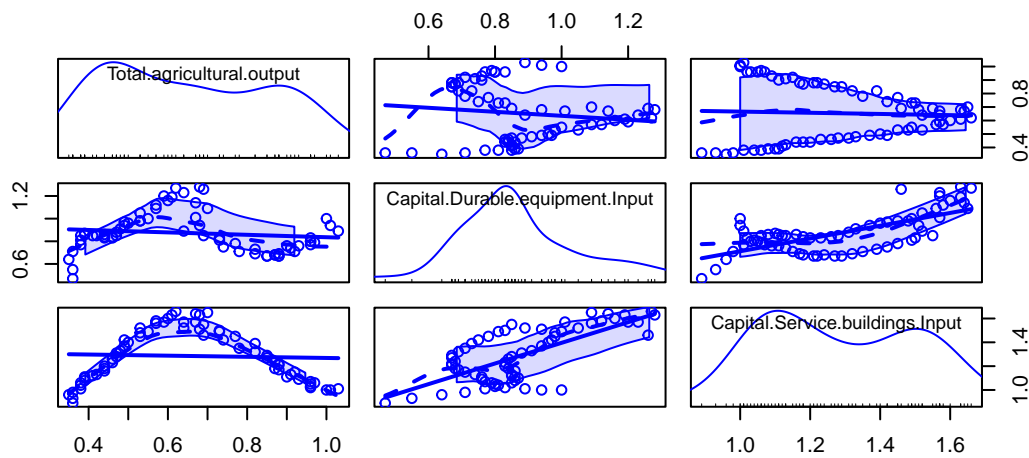 0.6 0.8 1.0 1.2
Total.agricultural.output
0.4 0.8
0.6 1.2
Capital.Durable.equipment.Input
Capital.Service.buildings.Input
1.0 1.4
0.4 0.6 0.8 1.0
1.0 1.2 1.4 1.6